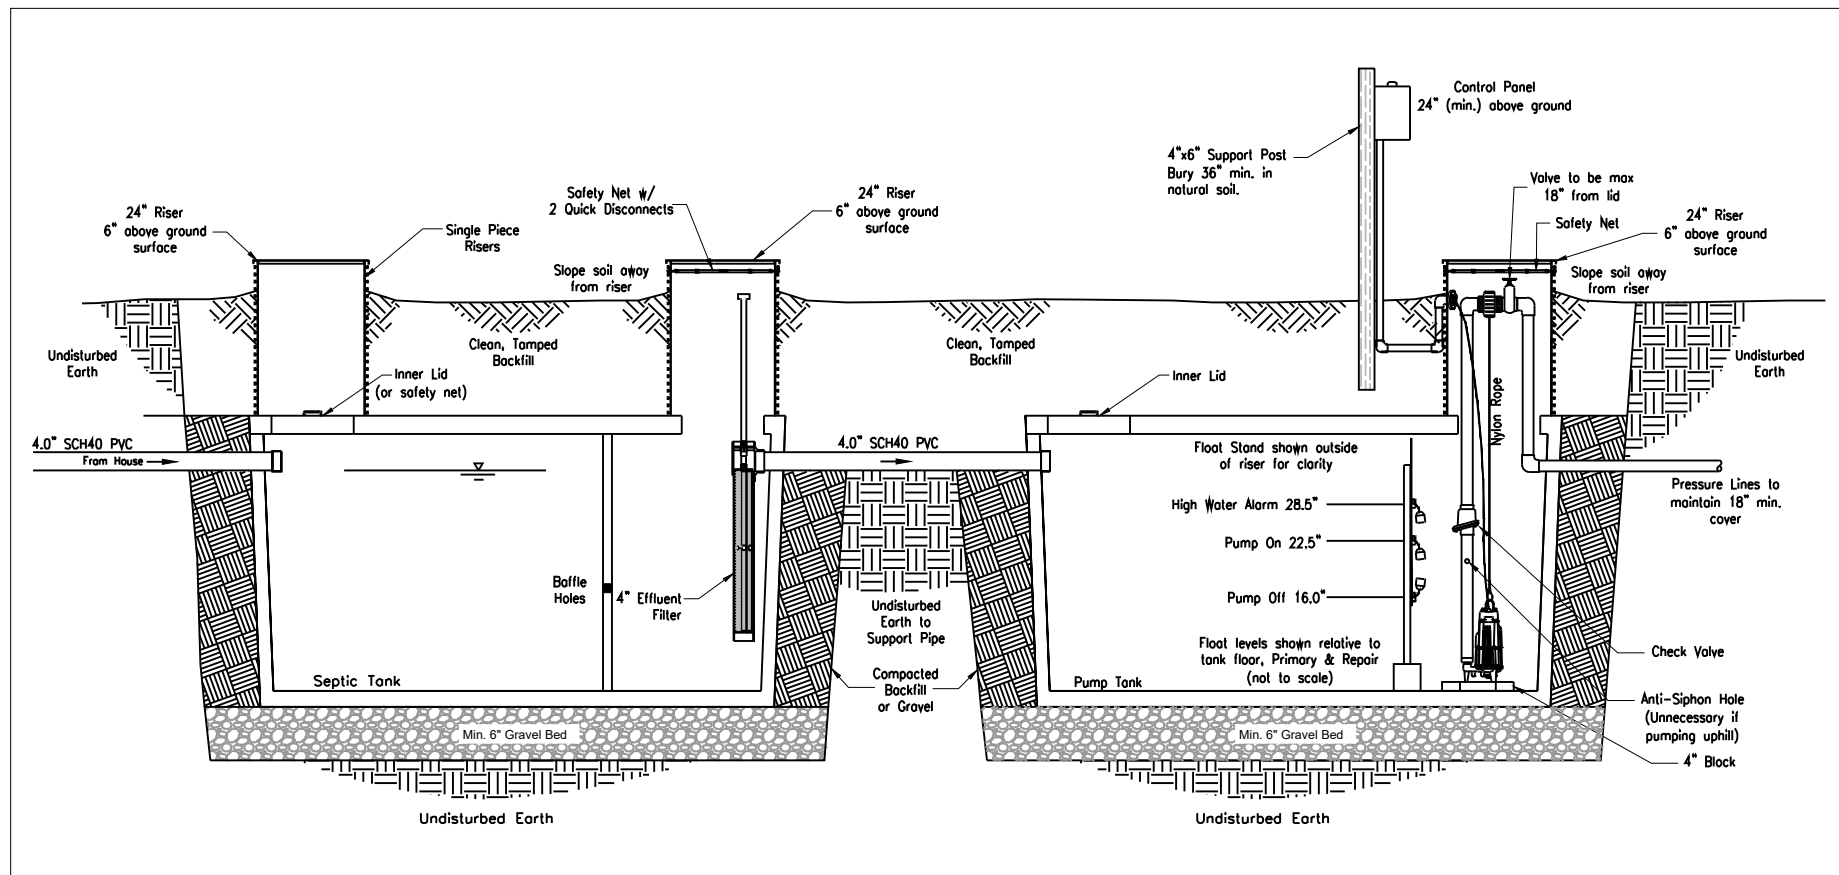 Control Panel
24" (min.) above ground
4"x6" Support Post
Bury 36" min. in
natural soil.
Valve to be max
18" from lid
Safety Net
24" Riser
6" above ground
surface
Slope soil away
from riser
24" Riser
6" above ground
surface
Single Piece
Risers
Safety Net w/
2 Quick Disconnects
24" Riser
6" above ground
surface
Slope soil away
from riser
Undisturbed
Earth
Clean, Tamped
Backfill
Clean, Tamped
Backfill
Undisturbed
Earth
Inner Lid
(or safety net)
Inner Lid
Nylon Rope
4.0" SCH40 PVC
From House
4.0" SCH40 PVC
Float Stand shown outside
of riser for clarity
High Water Alarm 28.5"
Pump On 22.5"
Pump Off 16.0"
Float levels shown relative to
tank floor, Primary & Repair
(not to scale)
Pressure Lines to
maintain 18" min.
cover
Baffle
Holes
4" Effluent
Filter
Undisturbed
Earth to
Support Pipe
Compacted
Backfill
or Gravel
Septic Tank
Pump Tank
Check Valve
Anti-Siphon Hole
(Unnecessary if
pumping uphill)
4" Block
Min. 6" Gravel Bed
Min. 6" Gravel Bed
Undisturbed Earth
Undisturbed Earth